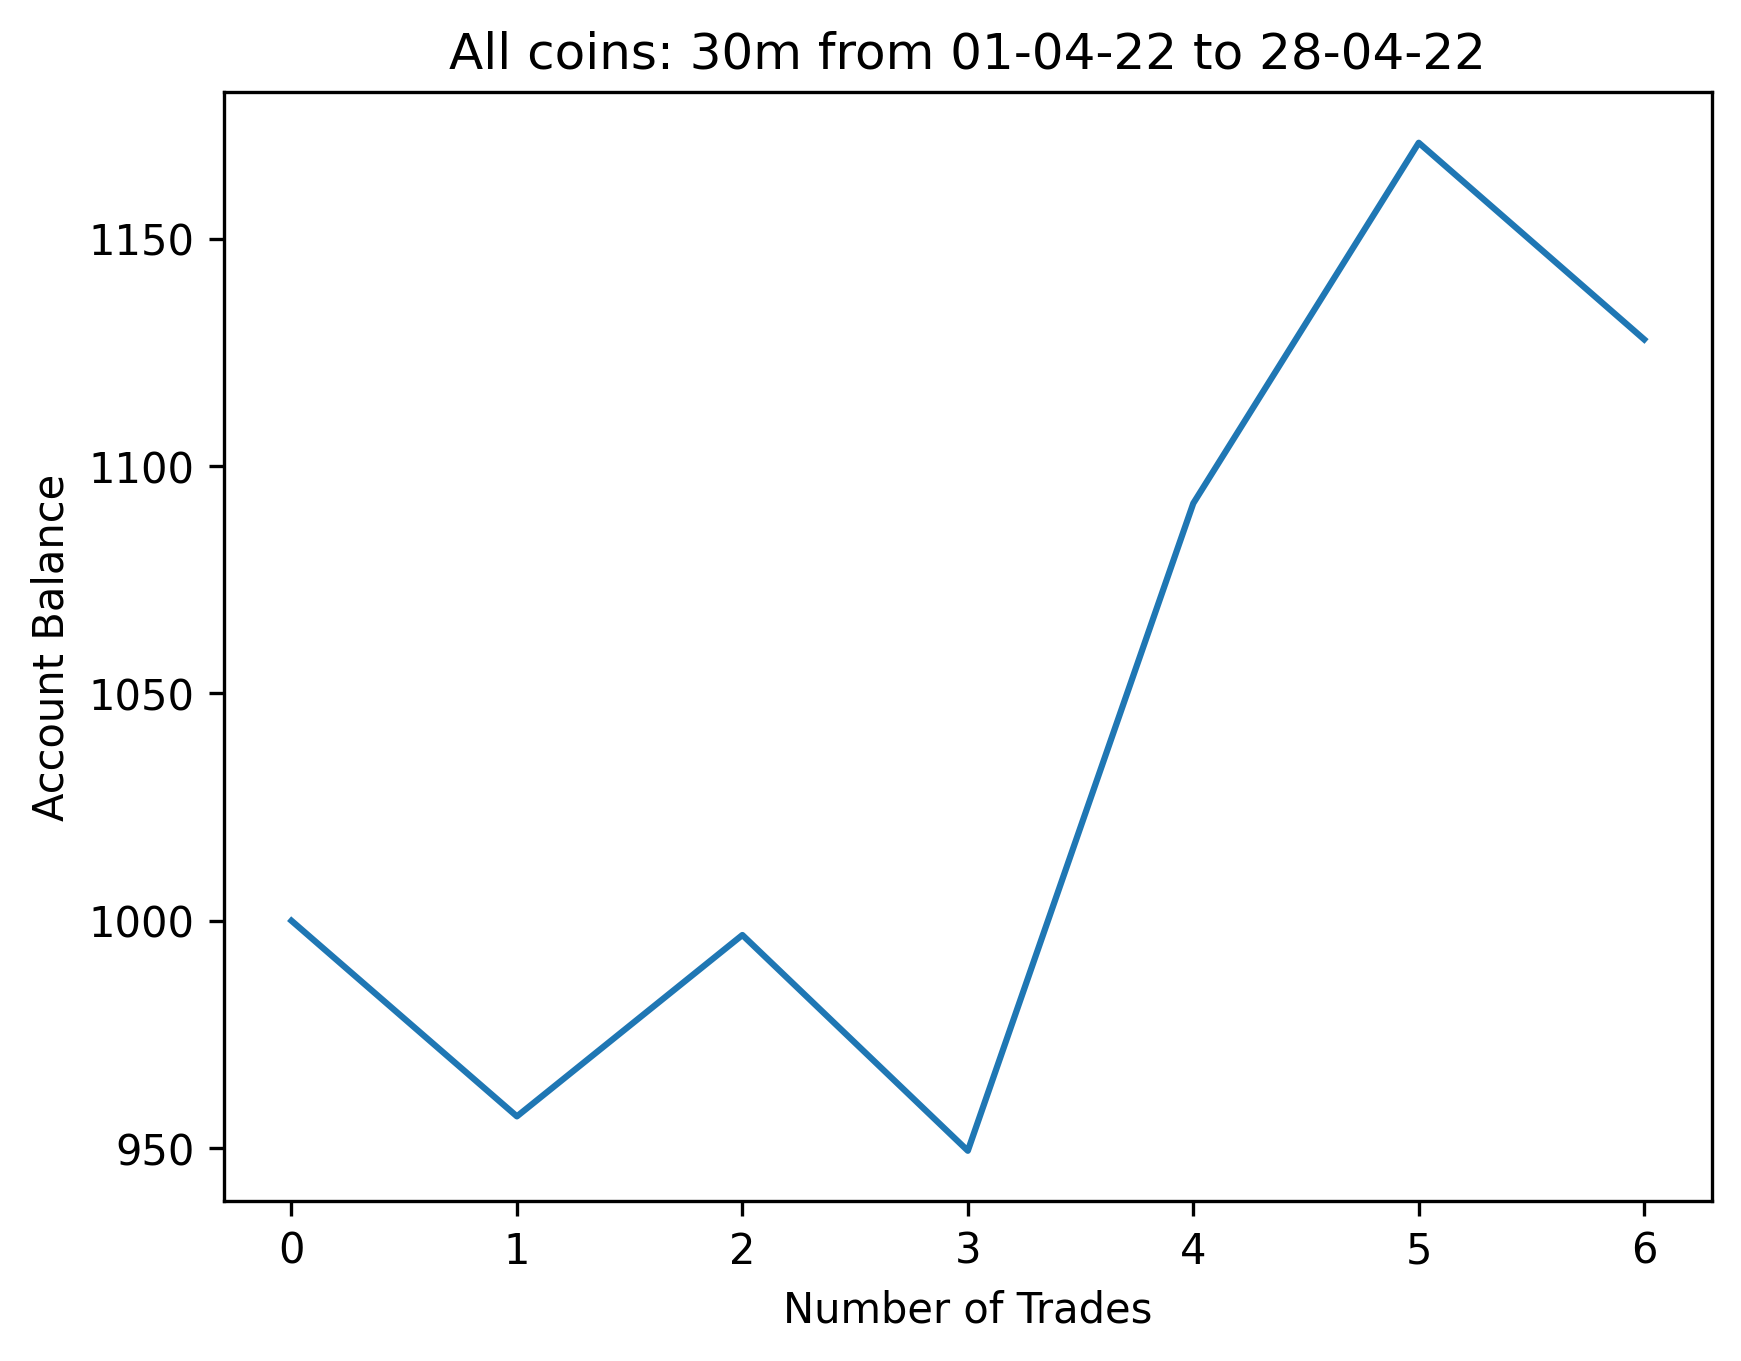 All coins: 30m from 01-04-22 to 28-04-22
Account Balance
1150
1100
1050
1000
950
0 1 2 3 4 5 6
Number of Trades